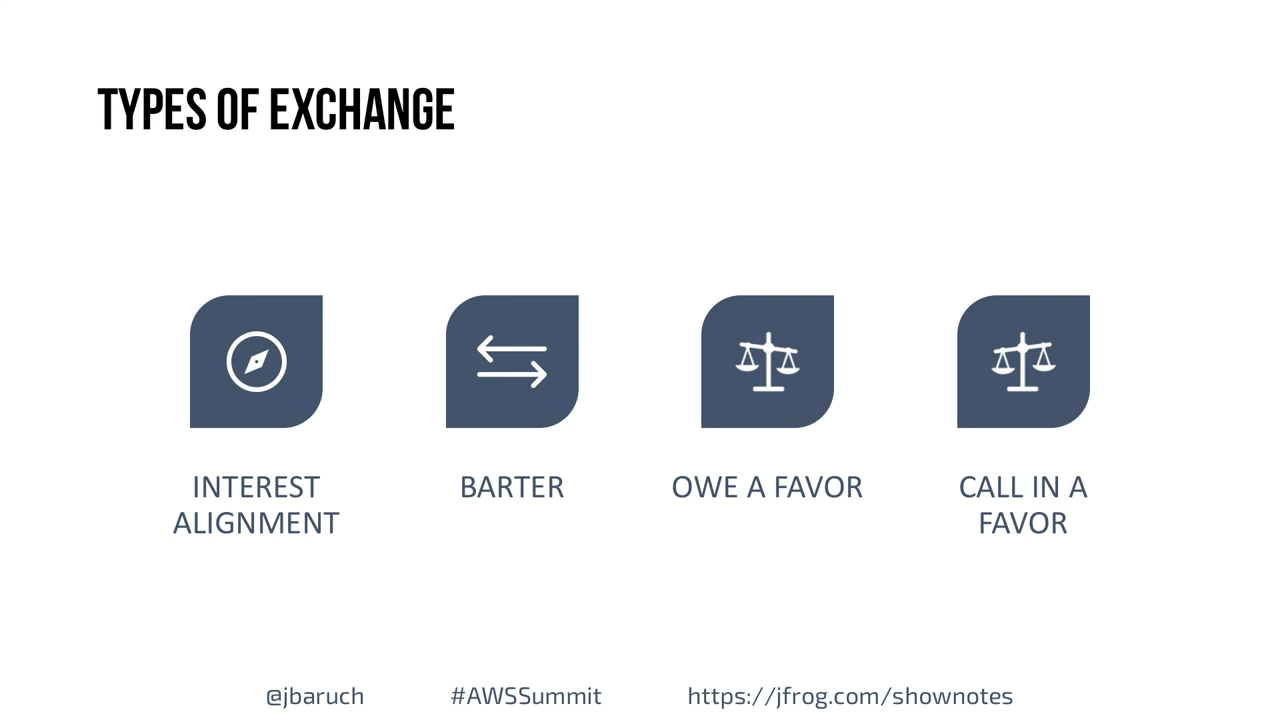 TYPES OF EXCHANGE
INTEREST
ALIGNMENT
BARTER
OWE A FAVOR
CALL IN A
FAVOR
@jbaruch
#AWSSummit
https://jfrog.com/shownotes